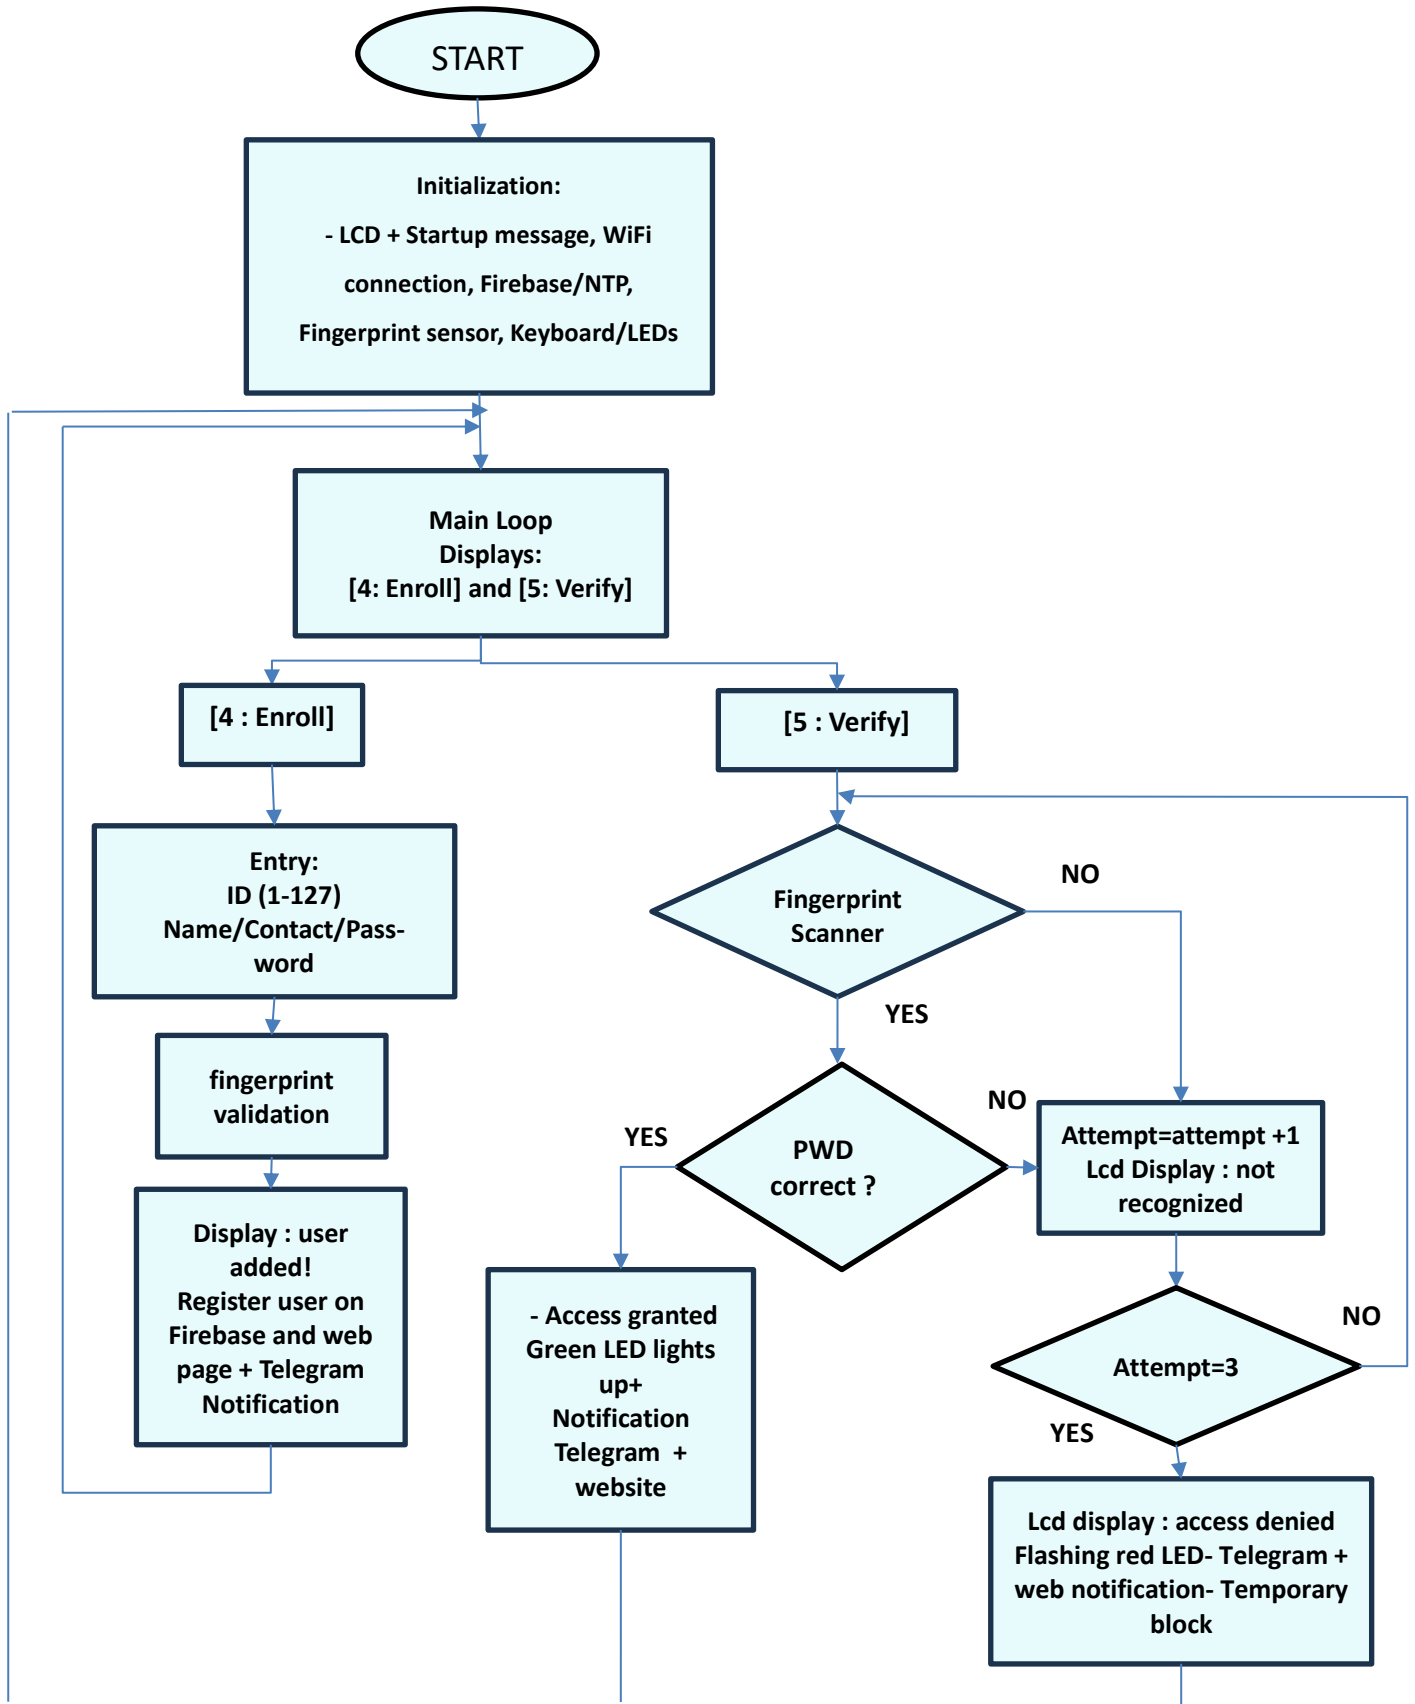 START
Initialization:
- LCD + Startup message, WiFi
connection, Firebase/NTP,
Fingerprint sensor, Keyboard/LEDs
Main Loop
Displays:
[4: Enroll] and [5: Verify]
[4 : Enroll]
[5 : Verify]
Entry:
ID (1-127)
Name/Contact/Pass-
word
Fingerprint
Scanner
NO
YES
fingerprint
validation
PWD
correct ?
YES
NO
Attempt=attempt +1
Lcd Display : not
recognized
Display : user
added!
Register user on
Firebase and web
page + Telegram
Notification
- Access granted
Green LED lights
up+
Notification
Telegram  +
website
Attempt=3
NO
YES
Lcd display : access denied
Flashing red LED- Telegram +
web notification- Temporary
block